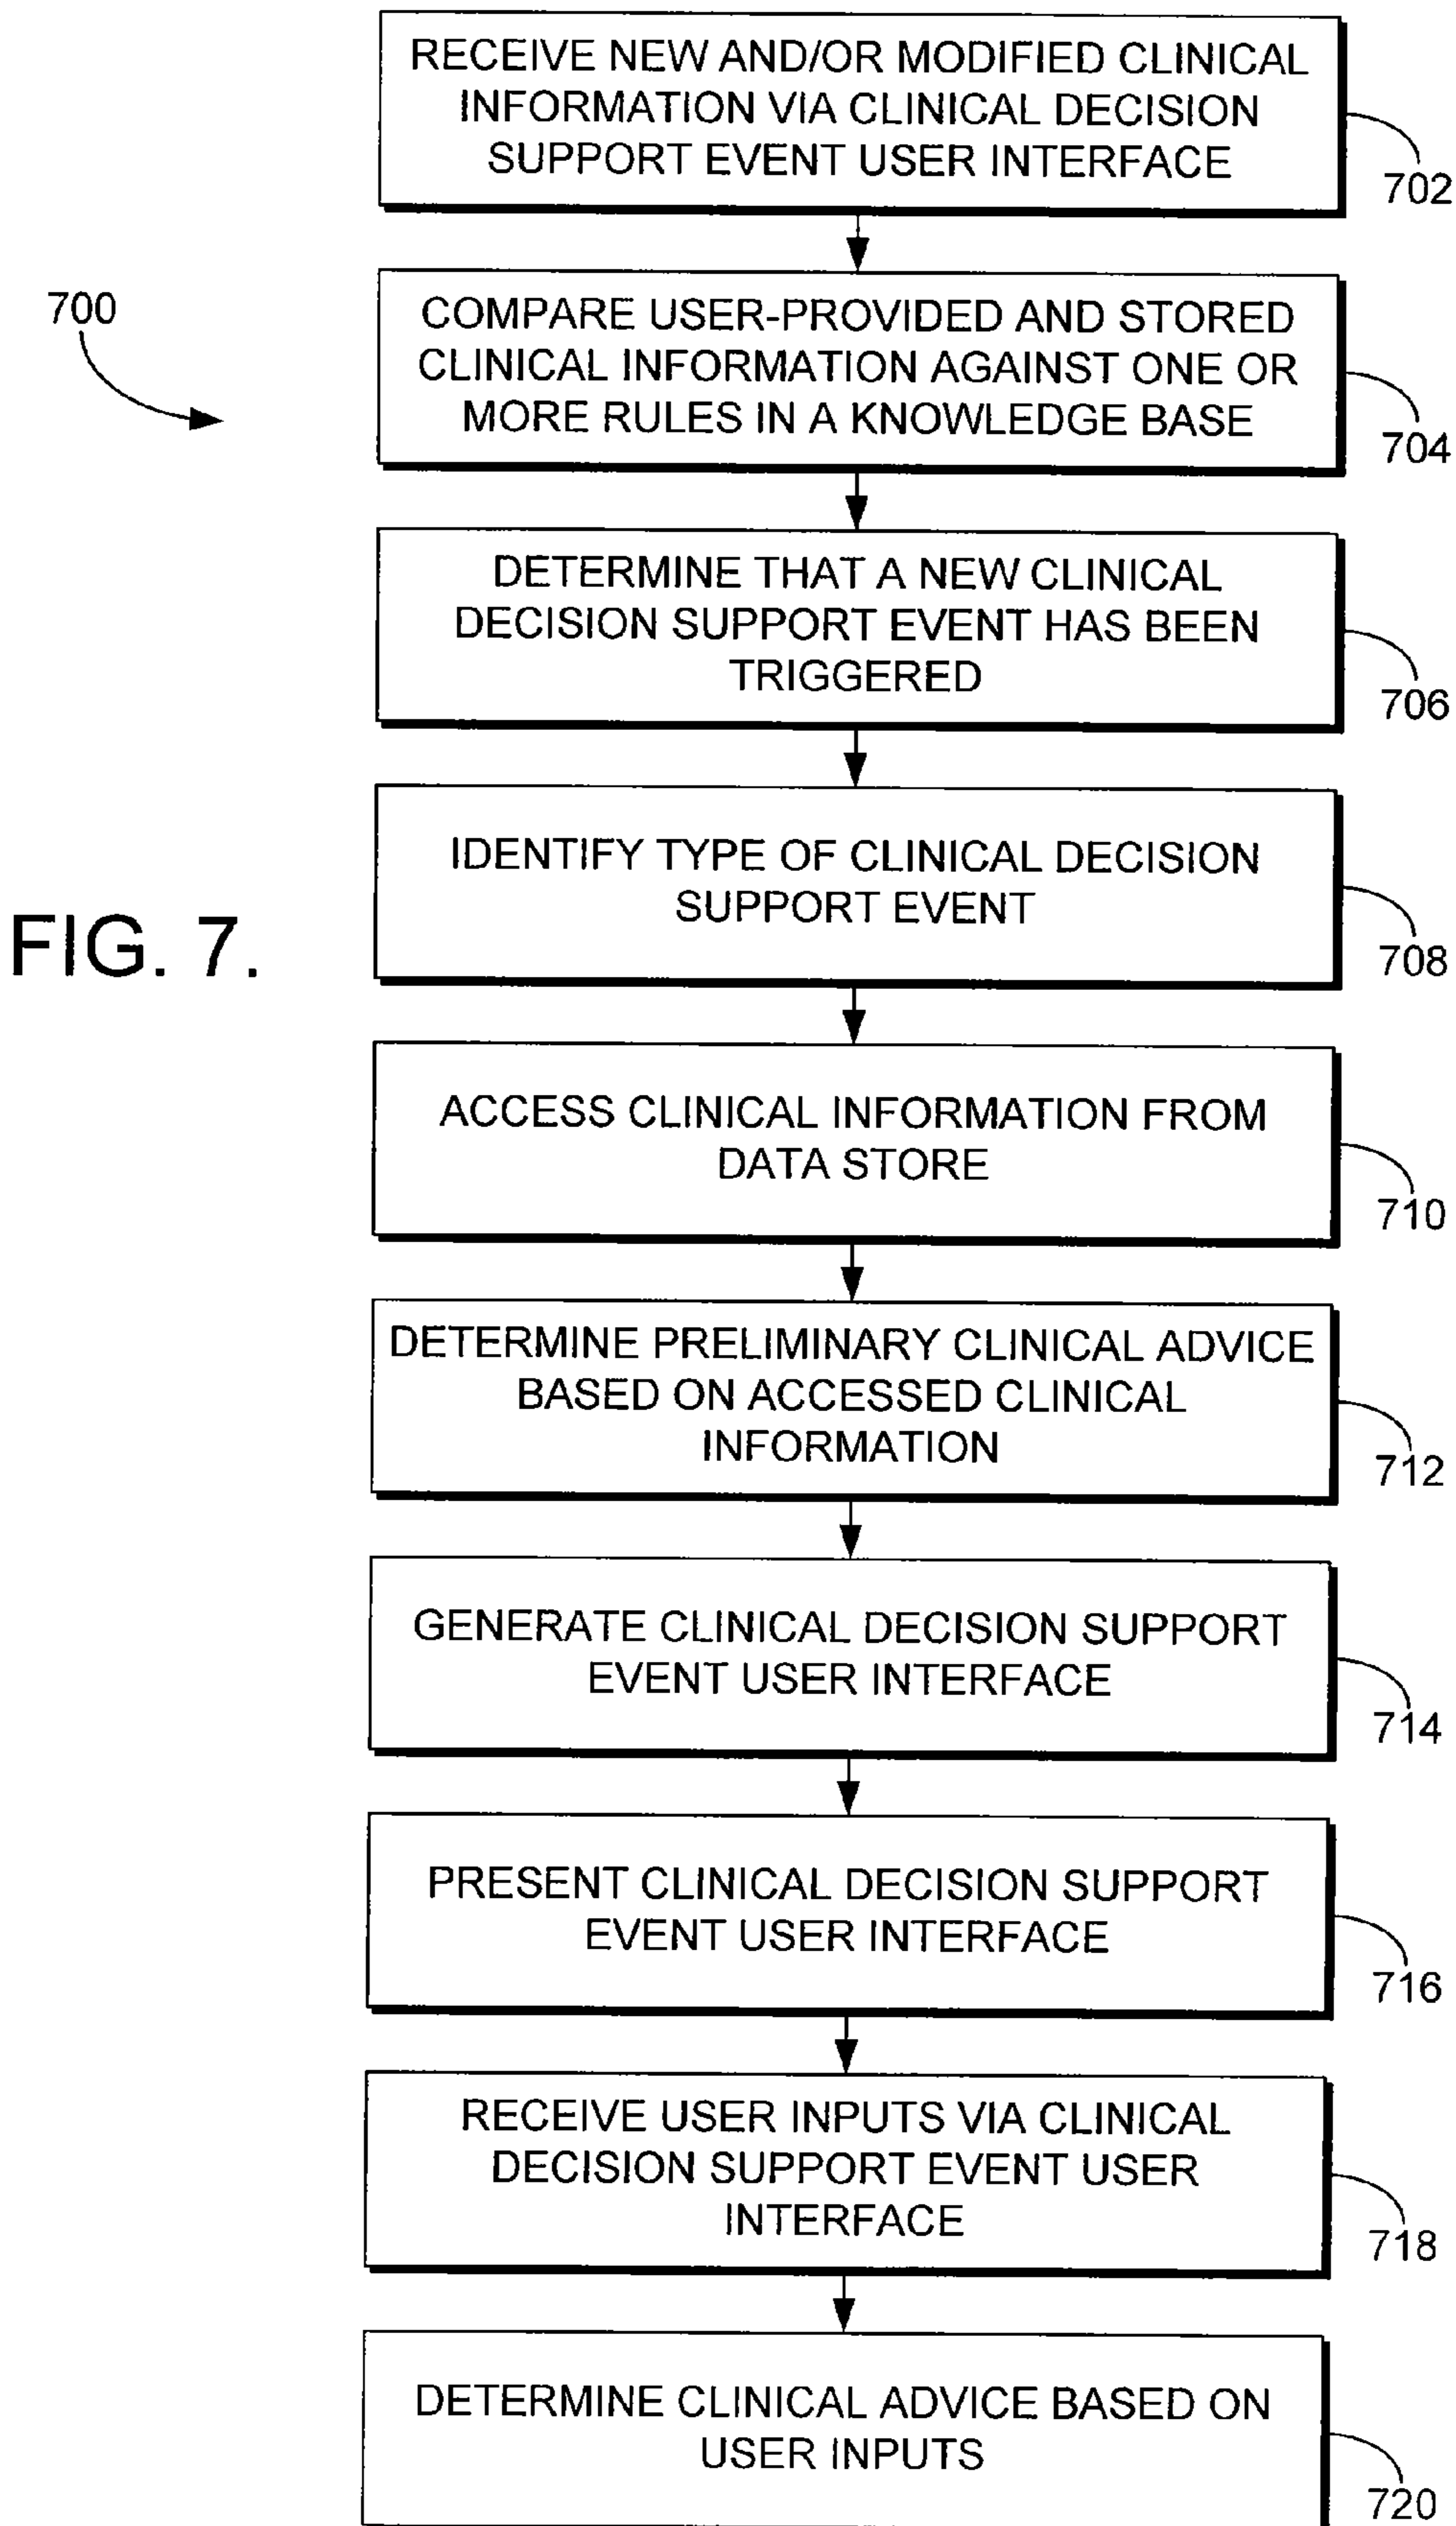 RECEIVE NEW AND/OR MODIFIED CLINICAL
INFORMATION VIA CLINICAL DECISION
SUPPORT EVENT USER INTERFACE
702
700
COMPARE USER-PROVIDED AND STORED
CLINICAL INFORMATION AGAINST ONE OR
MORE RULES IN A KNOWLEDGE BASE
704
DETERMINE THAT A NEW CLINICAL
DECISION SUPPORT EVENT HAS BEEN
TRIGGERED
706
IDENTIFY TYPE OF CLINICAL DECISION
SUPPORT EVENT
708
FIG. 7.
ACCESS CLINICAL INFORMATION FROM
DATA STORE
710
DETERMINE PRELIMINARY CLINICAL ADVICE
BASED ON ACCESSED CLINICAL
INFORMATION
712
GENERATE CLINICAL DECISION SUPPORT
EVENT USER INTERFACE
714
PRESENT CLINICAL DECISION SUPPORT
EVENT USER INTERFACE
716
RECEIVE USER INPUTS VIA CLINICAL
DECISION SUPPORT EVENT USER
INTERFACE
718
DETERMINE CLINICAL ADVICE BASED ON
USER INPUTS
720